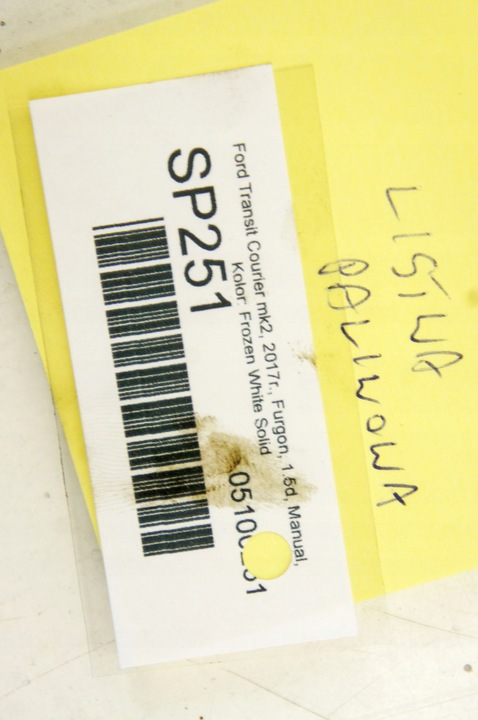 Ford Transit Courier mk2, 2017r., Furgon, 1.5d, Manual,
Kolor: Frozen White Solid
SP251
LISTWA
PALIWOWA